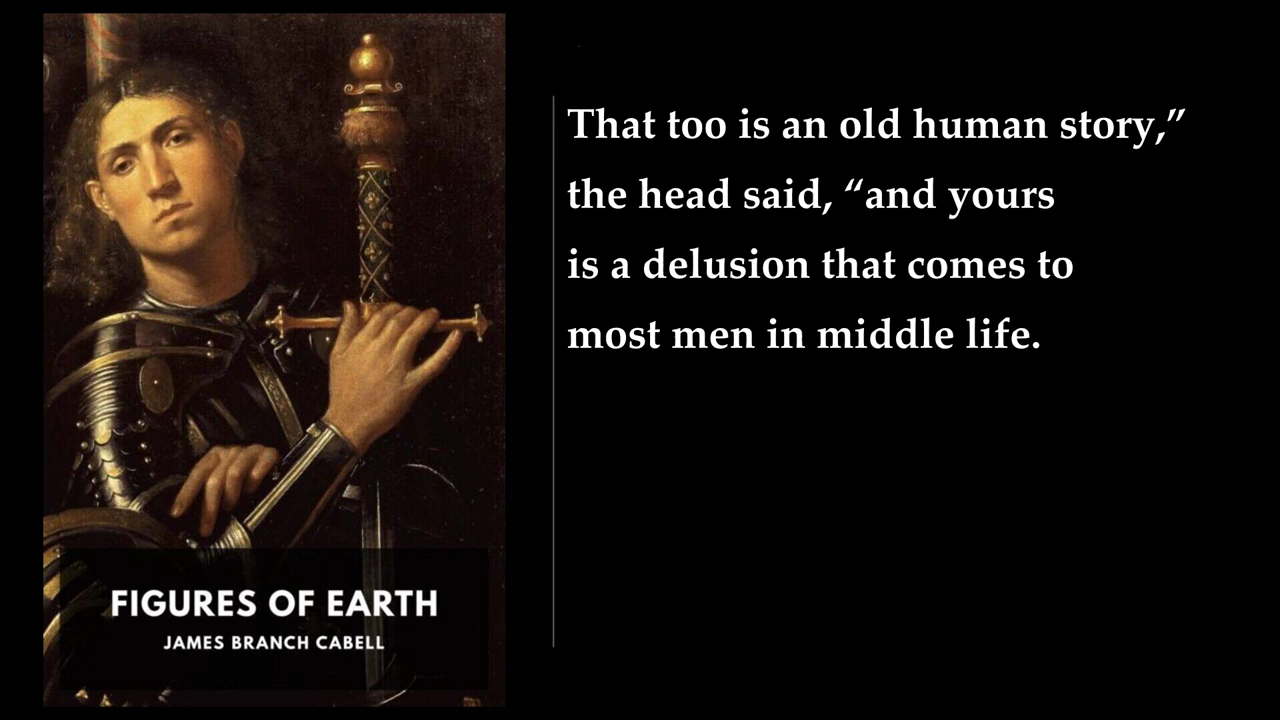 FIGURES OF EARTH
JAMES BRANCH CABELL
That too is an old human story,”
the head said, “and yours
is a delusion that comes to
most men in middle life.